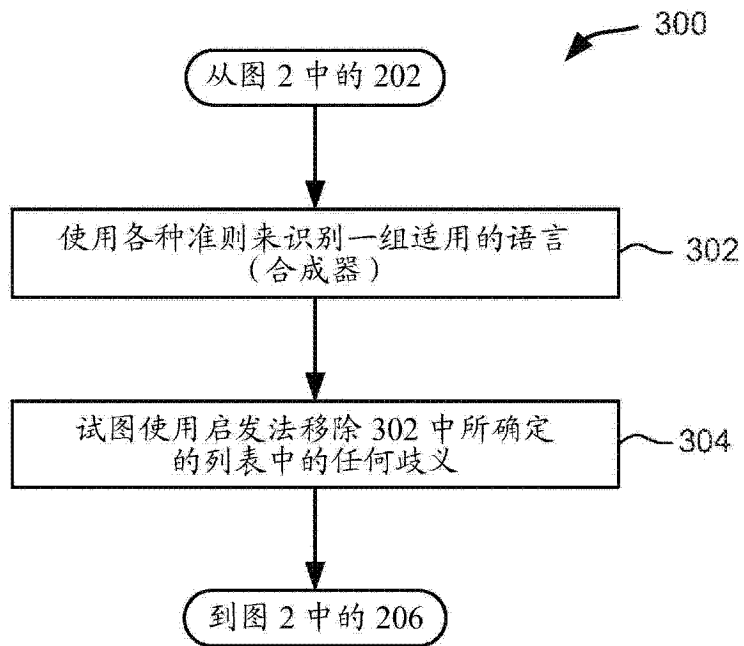 300
从图 2 中的 202
使用各种准则来识别一组适用的语言
(合成器)
302
试图使用启发法移除 302 中所确定
的列表中的任何歧义
304
到图 2 中的 206